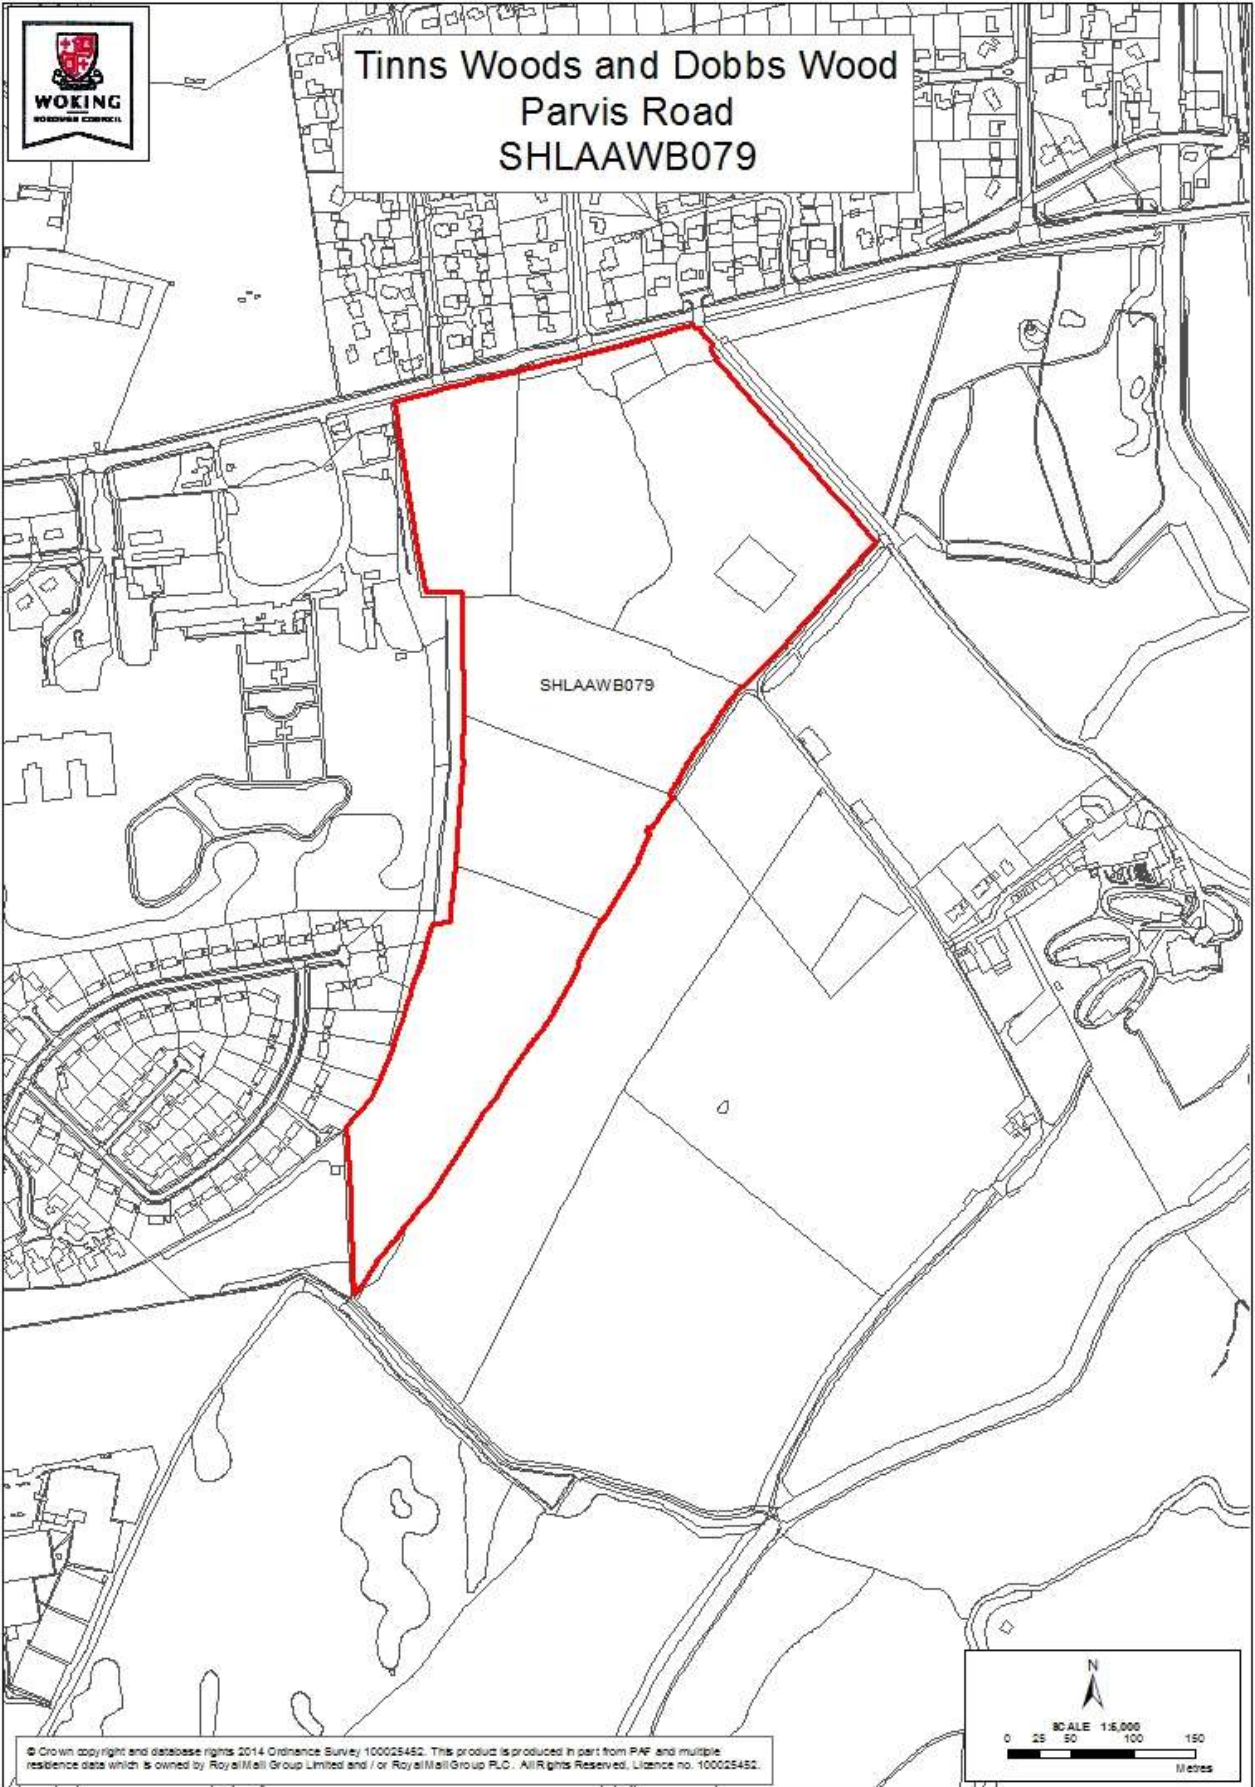 WOKING
BOROUGH COUNCIL
Tinns Woods and Dobbs Wood
Parvis Road
SHLAAWB079
SHLAAWB079
N
SCALE 1:5,000
0 25 50 100 150
Metres
© Crown copyright and database rights 2014 Ordnance Survey 100025452. This product is produced in part from PAF and multiple
residence data which is owned by Royal Mail Group Limited and / or Royal Mail Group PLC. All Rights Reserved, Licence no. 100025452.